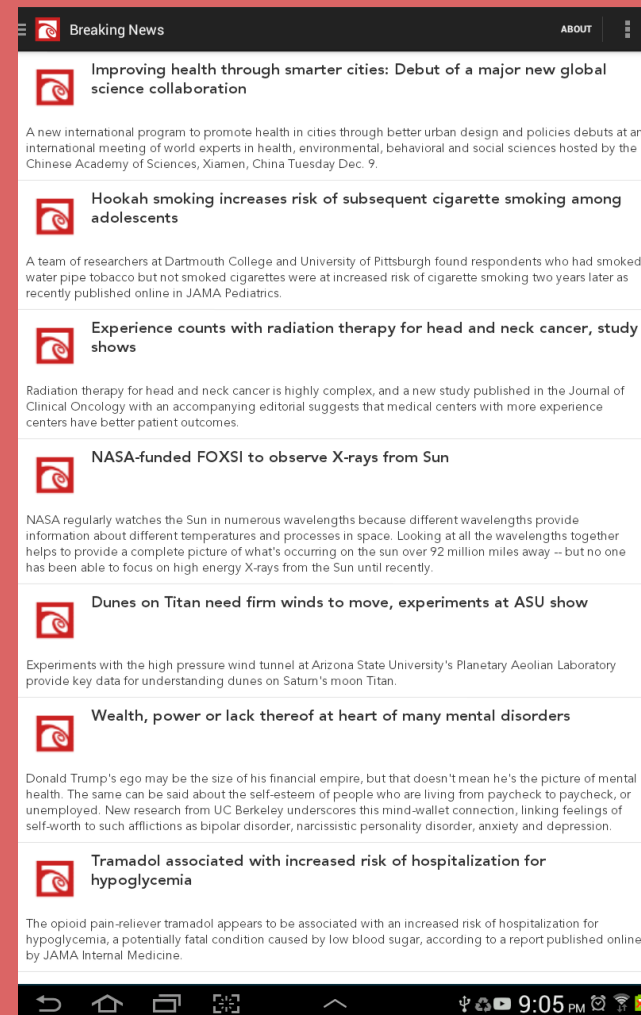 Breaking News
ABOUT
Improving health through smarter cities: Debut of a major new global
science collaboration
A new international program to promote health in cities through better urban design and policies debuts at an
international meeting of world experts in health, environmental, behavioral and social sciences hosted by the
Chinese Academy of Sciences, Xiamen, China Tuesday Dec. 9.
Hookah smoking increases risk of subsequent cigarette smoking among
adolescents
A team of researchers at Dartmouth College and University of Pittsburgh found respondents who had smoked
water pipe tobacco but not smoked cigarettes were at increased risk of cigarette smoking two years later as
recently published online in JAMA Pediatrics.
Experience counts with radiation therapy for head and neck cancer, study
shows
Radiation therapy for head and neck cancer is highly complex, and a new study published in the Journal of
Clinical Oncology with an accompanying editorial suggests that medical centers with more experience
centers have better patient outcomes.
NASA-funded FOXSI to observe X-rays from Sun
NASA regularly watches the Sun in numerous wavelengths because different wavelengths provide
information about different temperatures and processes in space. Looking at all the wavelengths together
helps to provide a complete picture of what's occurring on the sun over 92 million miles away -- but no one
has been able to focus on high energy X-rays from the Sun until recently.
Dunes on Titan need firm winds to move, experiments at ASU show
Experiments with the high pressure wind tunnel at Arizona State University's Planetary Aeolian Laboratory
provide key data for understanding dunes on Saturn's moon Titan.
Wealth, power or lack thereof at heart of many mental disorders
Donald Trump's ego may be the size of his financial empire, but that doesn't mean he's the picture of mental
health. The same can be said about the self-esteem of people who are living from paycheck to paycheck, or
unemployed. New research from UC Berkeley underscores this mind-wallet connection, linking feelings of
self-worth to such afflictions as bipolar disorder, narcissistic personality disorder, anxiety and depression.
Tramadol associated with increased risk of hospitalization for
hypoglycemia
The opioid pain-reliever tramadol appears to be associated with an increased risk of hospitalization for
hypoglycemia, a potentially fatal condition caused by low blood sugar, according to a report published online
by JAMA Internal Medicine.
9:05 PM